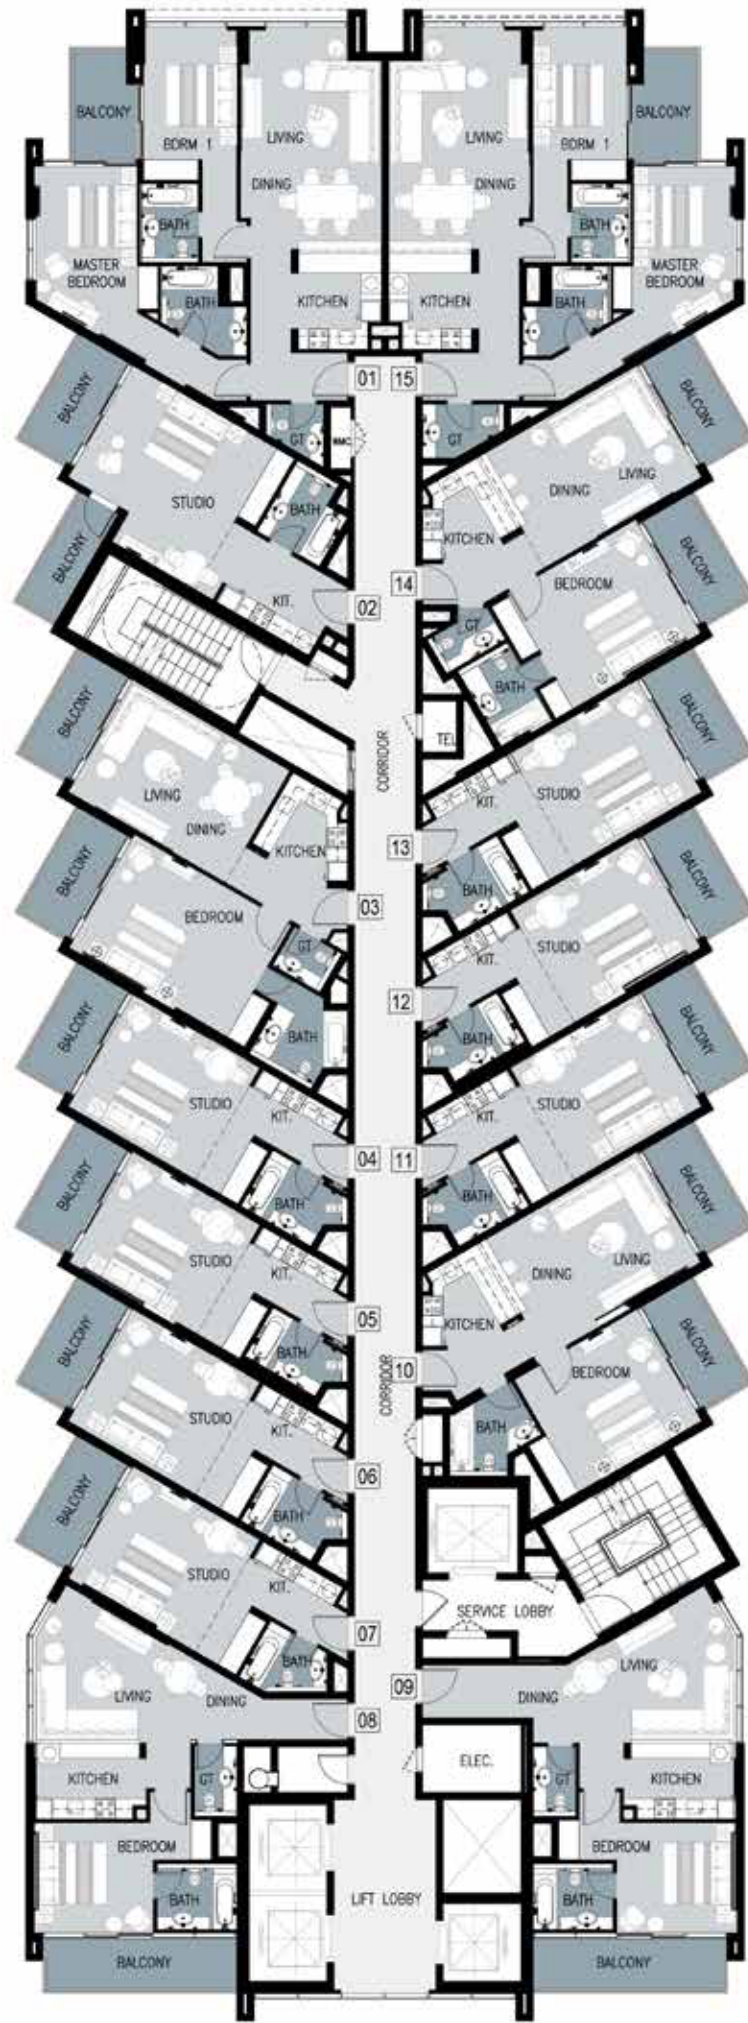 BALCONY
BDRM 1
LIVING
DINING
LIVING
DINING
BDRM 1
BALCONY
BATH
BATH
MASTER
BEDROOM
BATH
KITCHEN
KITCHEN
BATH
MASTER
BEDROOM
01
15
BALCONY
GT
GT
BALCONY
STUDIO
BATH
DINING
LIVING
KITCHEN
BALCONY
KIT.
02
14
BEDROOM
BALCONY
GT
BATH
BALCONY
TEL
CORRIDOR
BALCONY
LIVING
DINING
KITCHEN
KIT.
STUDIO
13
BATH
BALCONY
BEDROOM
03
BALCONY
GT
KIT.
STUDIO
12
BATH
BATH
BALCONY
STUDIO
KIT.
KIT.
STUDIO
BALCONY
04
11
BATH
BATH
BALCONY
BALCONY
STUDIO
KIT.
DINING
LIVING
05
KITCHEN
BATH
10
BEDROOM
BALCONY
BALCONY
CORRIDOR
STUDIO
KIT.
BATH
06
BATH
BALCONY
STUDIO
KIT.
SERVICE LOBBY
07
BATH
LIVING
DINING
08
09
DINING
LIVING
KITCHEN
GT
ELEC.
GT
KITCHEN
BEDROOM
BEDROOM
BATH
LIFT LOBBY
BATH
BALCONY
BALCONY